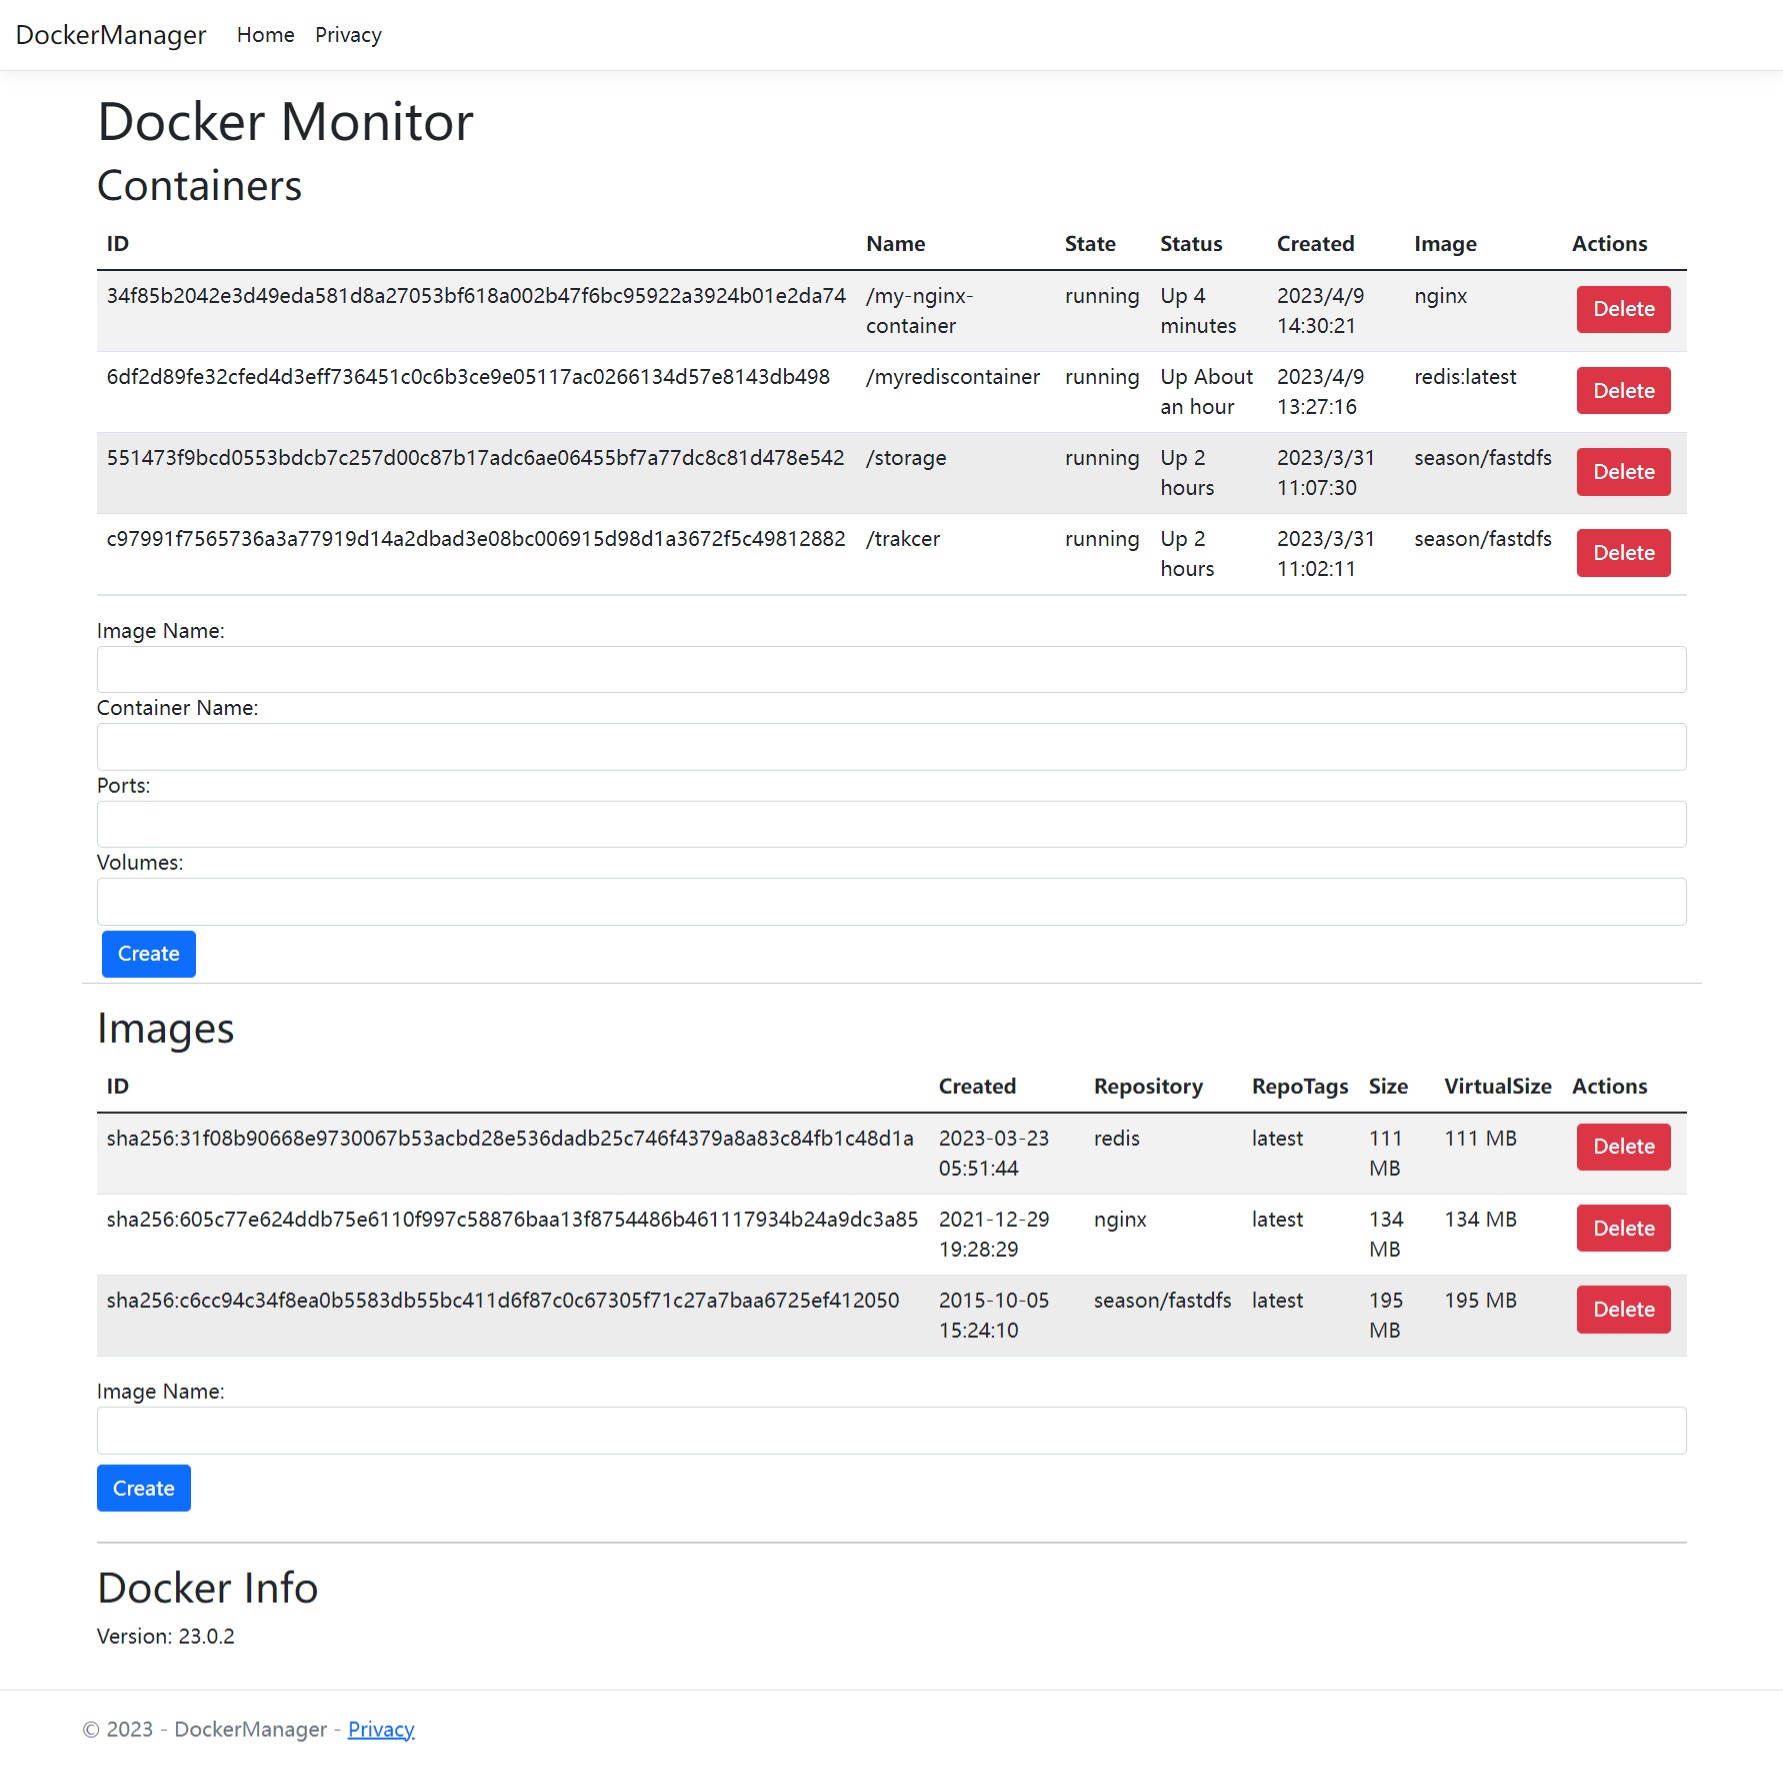 DockerManager Home Privacy
Docker Monitor
Containers
ID Name State Status Created Image Actions
34f85b2042e3d49eda581d8a27053bf618a002b47f6bc95922a3924b01e2da74 /my-nginx- running Up 4 2023/4/9 nginx Delete
container minutes 14:30:21
6df2d89fe32cfed4d3eff736451c0c6b3ce9e05117ac0266134d57e8143db498 /myrediscontainer running Up About 2023/4/9 redis:latest Delete
an hour 13:27:16
551473f9bcd0553bdcb7c257d00c87b17adc6ae06455bf7a77dc8c81d478e542 /storage running Up 2 2023/3/31 season/fastdfs Delete
hours 11:07:30
c97991f7565736a3a77919d14a2dbad3e08bc006915d98d1a3672f5c49812882 /trakcer running Up 2 2023/3/31 season/fastdfs Delete
hours 11:02:11
Image Name:
Container Name:
Ports:
Volumes:
Create
Images
ID Created Repository RepoTags Size VirtualSize Actions
sha256:31f08b90668e9730067b53acbd28e536dadb25c746f4379a8a83c84fb1c48d1a 2023-03-23 redis latest 111 111 MB Delete
05:51:44 MB
sha256:605c77e624ddb75e6110f997c58876baa13f8754486b461117934b24a9dc3a85 2021-12-29 nginx latest 134 134 MB Delete
19:28:29 MB
sha256:c6cc94c34f8ea0b5583db55bc411d6f87c0c67305f71c27a7baa6725ef412050 2015-10-05 season/fastdfs latest 195 195 MB Delete
15:24:10 MB
Image Name:
Create
Docker Info
Version: 23.0.2
© 2023 - DockerManager - Privacy